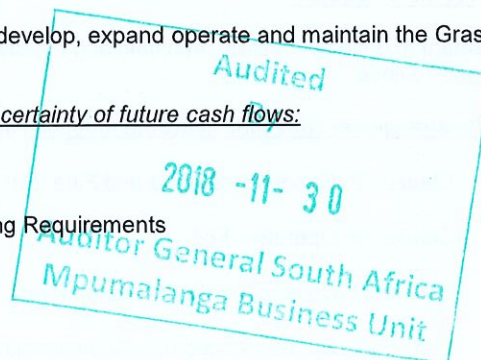 develop, expand operate and maintain the Gras
Audited
By
certainty of future cash flows:
2018 -11- 30
ng Requirements
Auditor General South Africa
Mpumalanga Business Unit